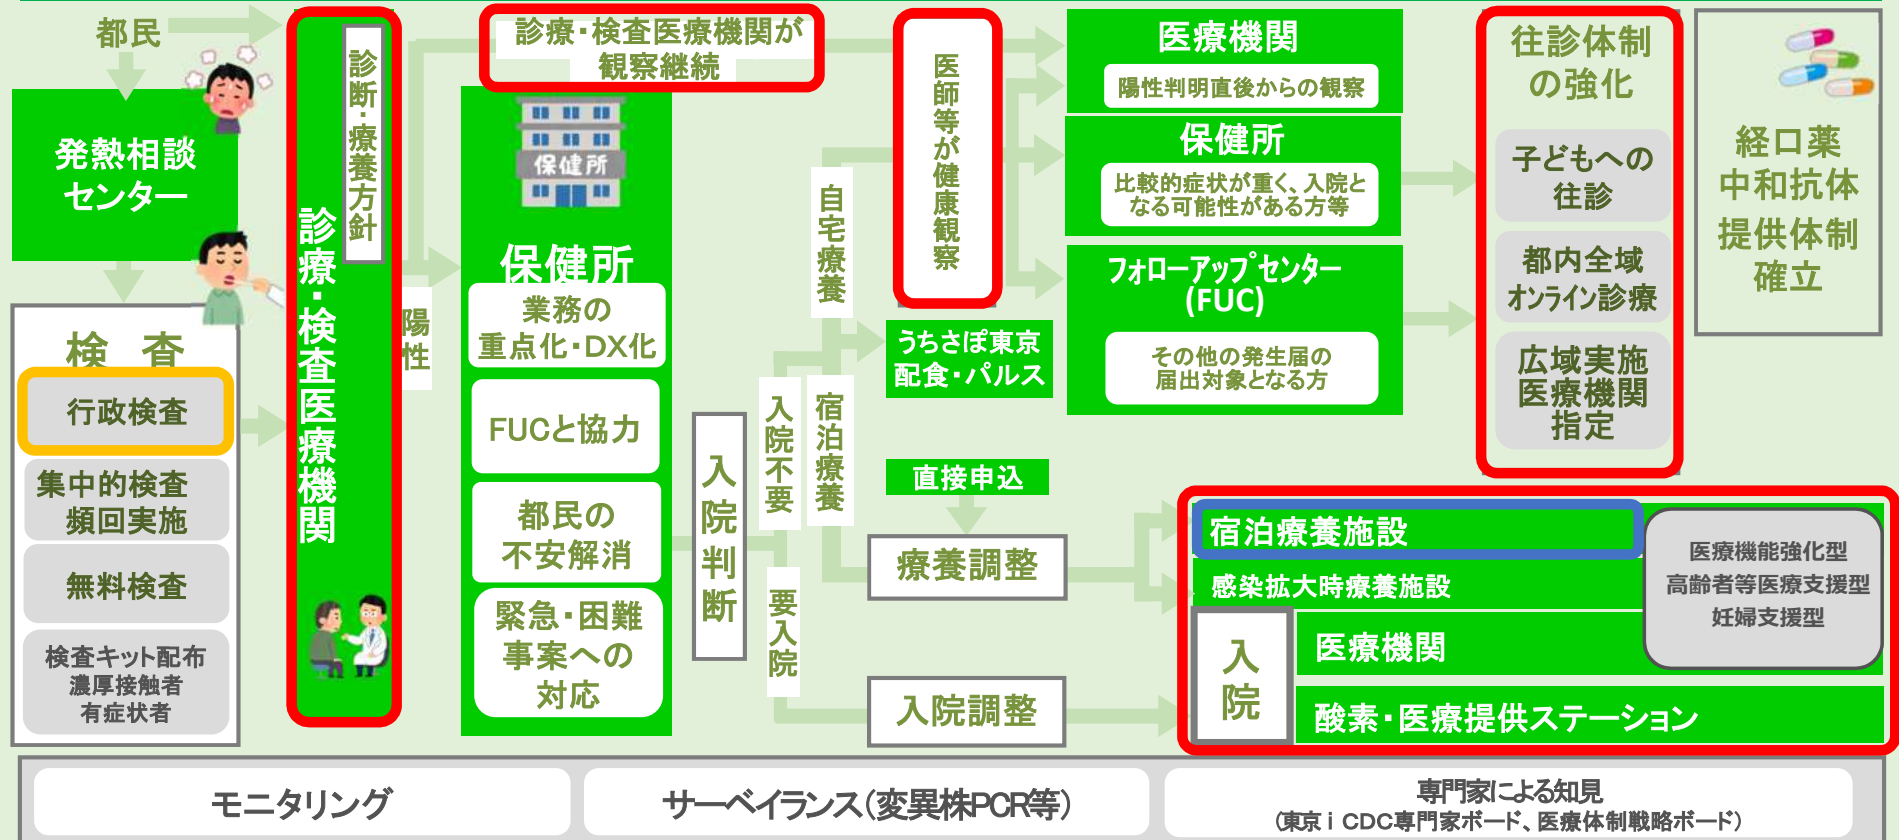 都民
発熱相談
センター
検　査
行政検査
集中的検査
頻回実施
無料検査
検査キット配布
濃厚接触者
有症状者
診断・療養方針
診療・検査医療機関
陽性
診療・検査医療機関が
観察継続
保健所
保健所
業務の
重点化・DX化
FUCと協力
都民の
不安解消
緊急・困難
事案への
対応
入院判断
入院不要
要入院
自宅療養
宿泊療養
医師等が健康観察
うちさぽ東京
配食・パルス
直接申込
療養調整
入院調整
医療機関
陽性判明直後からの観察
保健所
比較的症状が重く、入院と
なる可能性がある方等
フォローアップセンター
(FUC)
その他の発生届の
届出対象となる方
往診体制
の強化
子どもへの
往診
都内全域
オンライン診療
広域実施
医療機関
指定
経口薬
中和抗体
提供体制
確立
宿泊療養施設
感染拡大時療養施設
医療機能強化型
高齢者等医療支援型
妊婦支援型
入院
医療機関
酸素・医療提供ステーション
モニタリング
サーベイランス（変異株PCR等）
専門家による知見
（東京ｉCDC専門家ボード、医療体制戦略ボード）